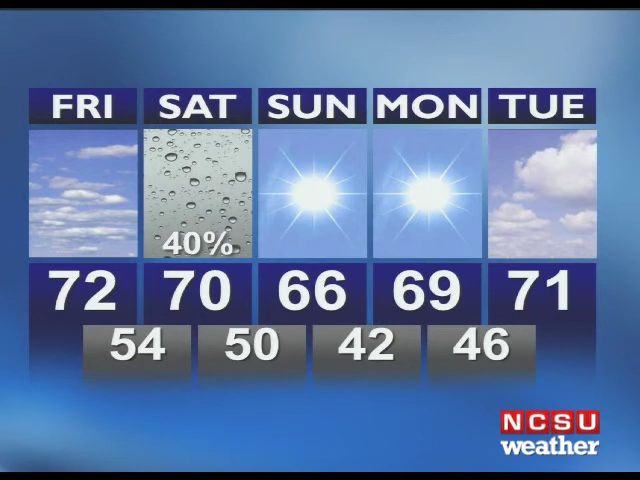 FRI SAT SUN MON TUE
40%
72 70 66 69 71
54 50 42 46
NCSU
weather